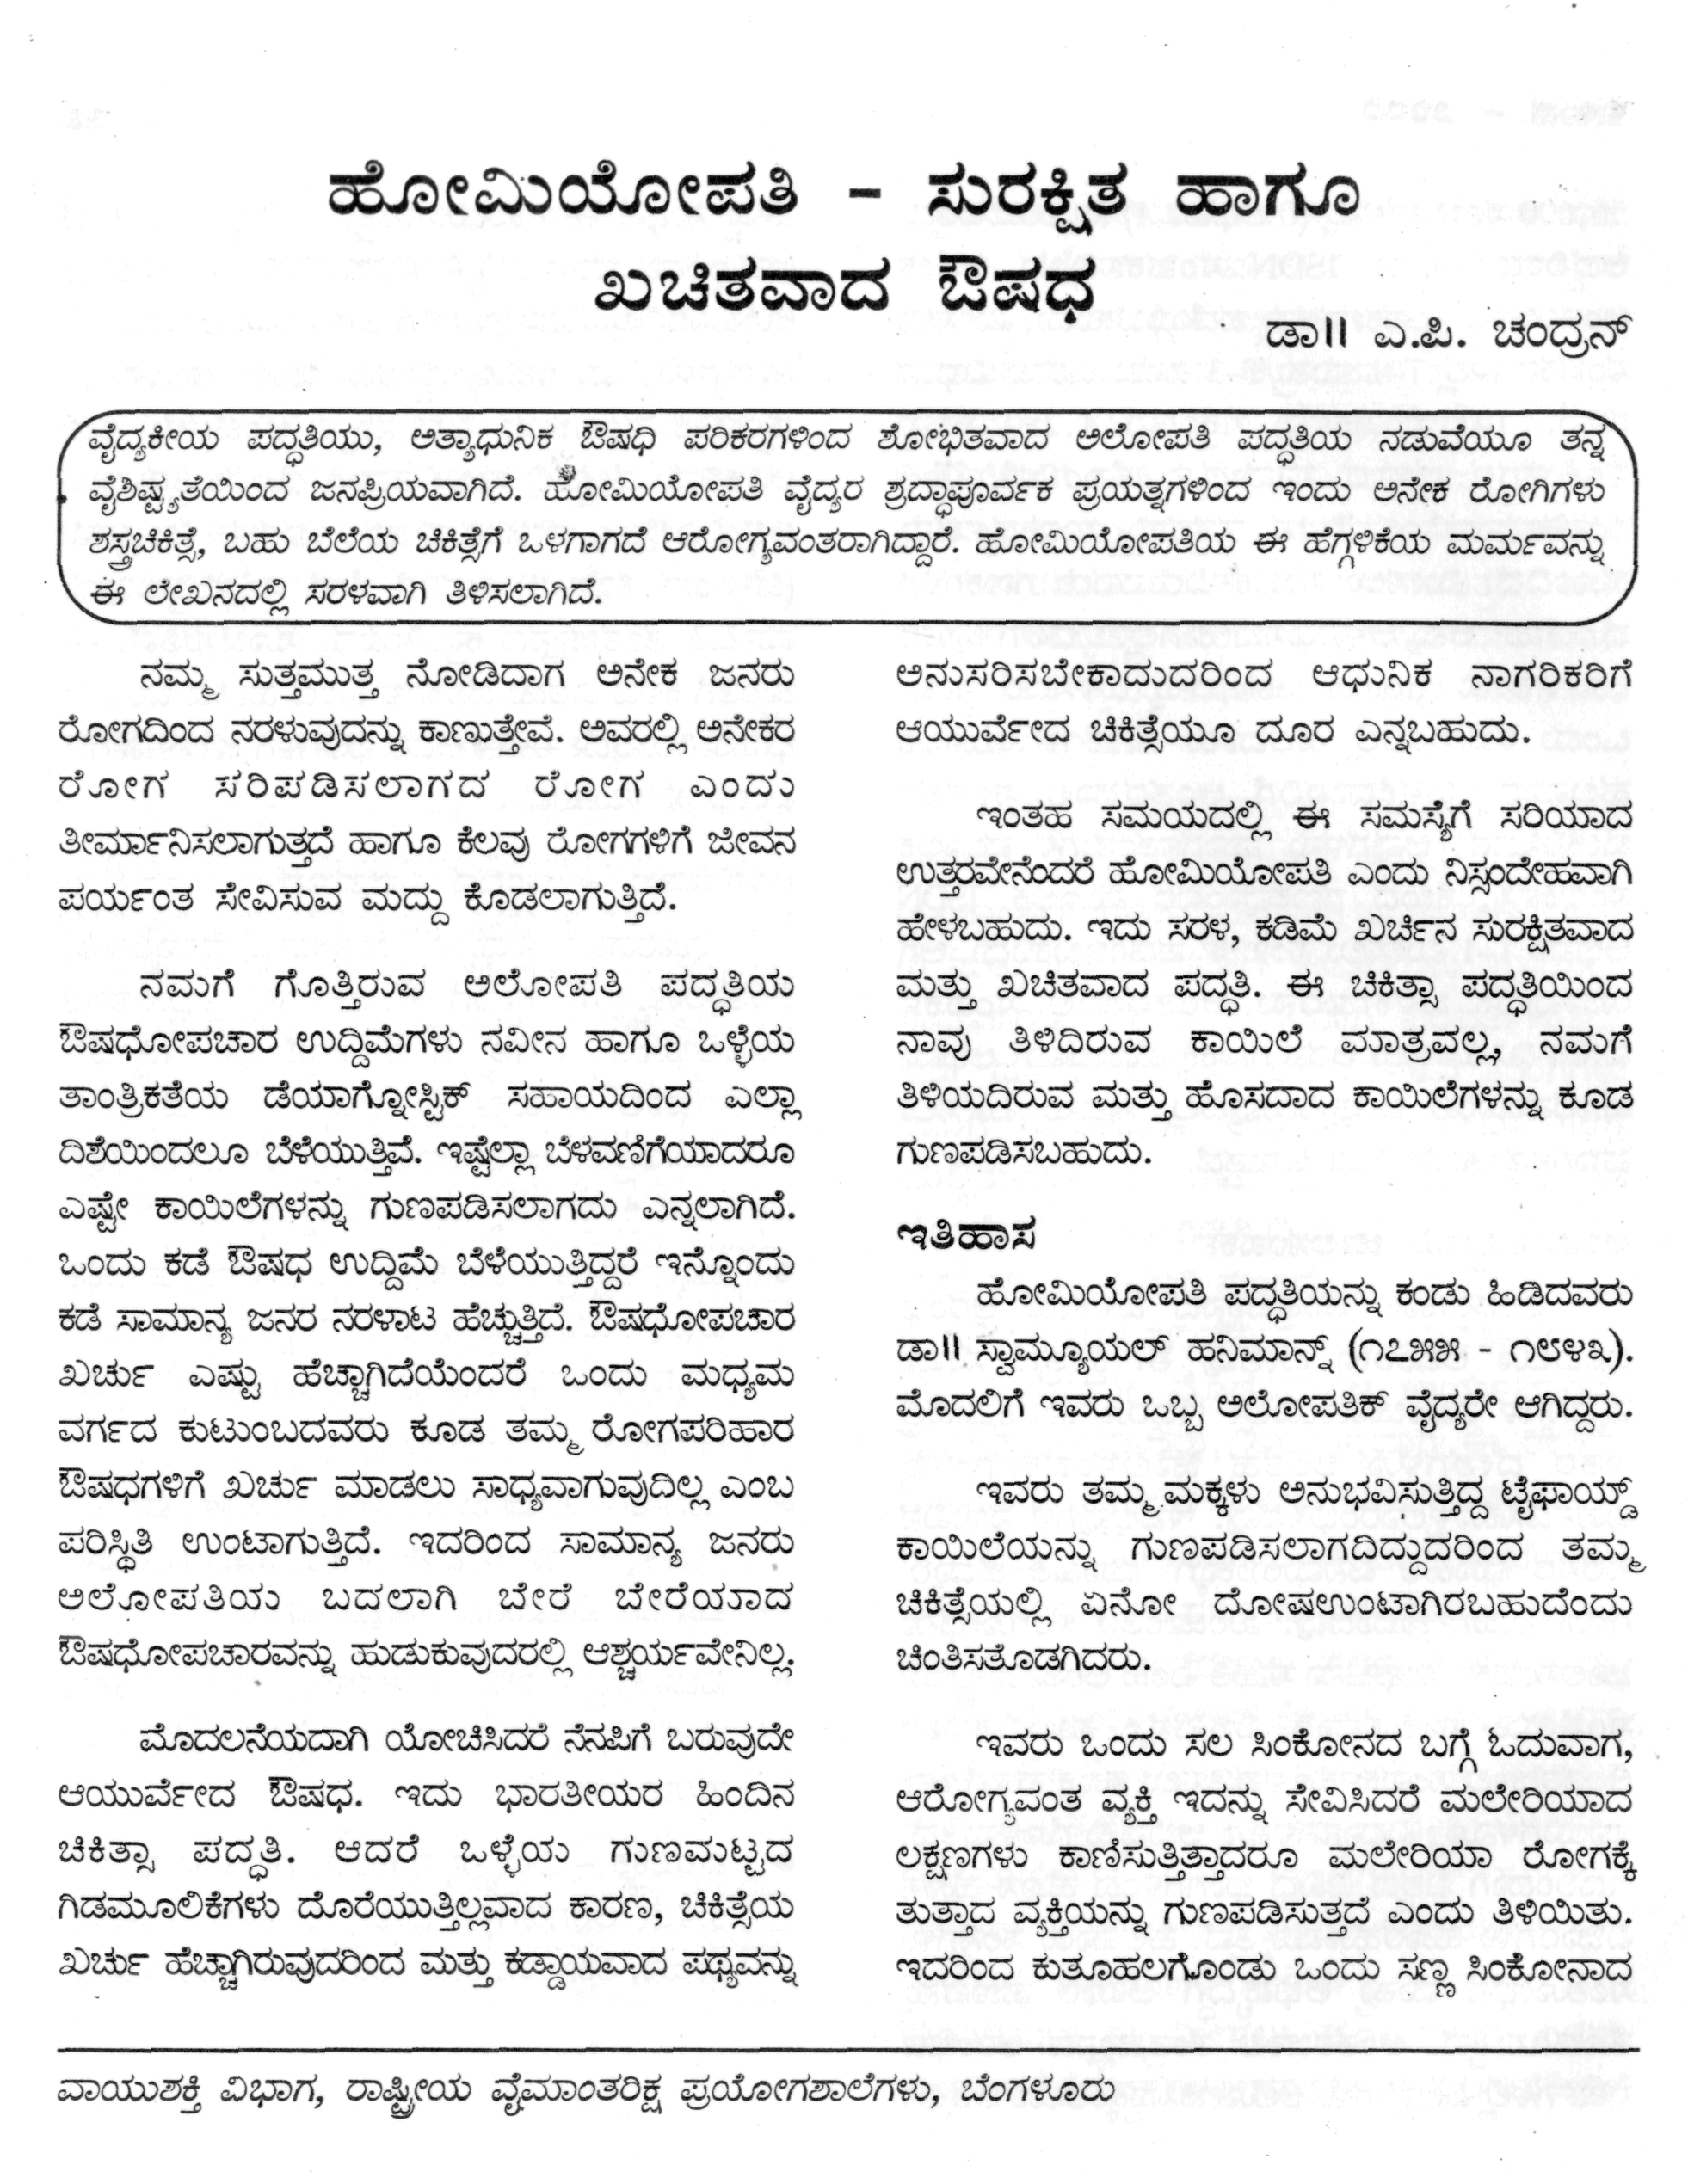 ಹೋಮಿಯೋಪತಿ – ಸುರಕ್ಷಿತ ಹಾಗೂ
ಖಚಿತವಾದ ಔಷಧ
ಡಾ॥ ಎ.ಪಿ. ಚಂದ್ರನ್
ವೈದ್ಯಕೀಯ ಪದ್ಧತಿಯು, ಅತ್ಯಾಧುನಿಕ ಔಷಧಿ ಪರಿಕರಗಳಿಂದ ಶೋಭಿತವಾದ ಅಲೋಪತಿ ಪದ್ಧತಿಯ ನಡುವೆಯೂ ತನ್ನ
ವೈಶಿಷ್ಟ್ಯತೆಯಿಂದ ಜನಪ್ರಿಯವಾಗಿದೆ. ಹೋಮಿಯೋಪತಿ ವೈದ್ಯರ ಶ್ರದ್ಧಾಪೂರ್ವಕ ಪ್ರಯತ್ನಗಳಿಂದ ಇಂದು ಅನೇಕ ರೋಗಿಗಳು
ಶಸ್ತ್ರಚಿಕಿತ್ಸೆ, ಬಹು ಬೆಲೆಯ ಚಿಕಿತ್ಸೆಗೆ ಒಳಗಾಗದೆ ಆರೋಗ್ಯವಂತರಾಗಿದ್ದಾರೆ. ಹೋಮಿಯೋಪತಿಯ ಈ ಹೆಗ್ಗಳಿಕೆಯ ಮರ್ಮವನ್ನು
ಈ ಲೇಖನದಲ್ಲಿ ಸರಳವಾಗಿ ತಿಳಿಸಲಾಗಿದೆ.
ನಮ್ಮ ಸುತ್ತಮುತ್ತ ನೋಡಿದಾಗ ಅನೇಕ ಜನರು
ರೋಗದಿಂದ ನರಳುವುದನ್ನು ಕಾಣುತ್ತೇವೆ. ಅವರಲ್ಲಿ ಅನೇಕರ
ರೋಗ ಸರಿಪಡಿಸಲಾಗದ ರೋಗ ಎಂದು
ತೀರ್ಮಾನಿಸಲಾಗುತ್ತದೆ ಹಾಗೂ ಕೆಲವು ರೋಗಗಳಿಗೆ ಜೀವನ
ಪರ್ಯಂತ ಸೇವಿಸುವ ಮದ್ದು ಕೊಡಲಾಗುತ್ತಿದೆ.
ನಮಗೆ ಗೊತ್ತಿರುವ ಅಲೋಪತಿ ಪದ್ಧತಿಯ
ಔಷಧೋಪಚಾರ ಉದ್ದಿಮೆಗಳು ನವೀನ ಹಾಗೂ ಒಳ್ಳೆಯ
ತಾಂತ್ರಿಕತೆಯ ಡೆಯಾಗ್ನೋಸ್ಟಿಕ್ ಸಹಾಯದಿಂದ ಎಲ್ಲಾ
ದಿಶೆಯಿಂದಲೂ ಬೆಳೆಯುತ್ತಿವೆ. ಇಷ್ಟೆಲ್ಲಾ ಬೆಳವಣಿಗೆಯಾದರೂ
ಎಷ್ಟೇ ಕಾಯಿಲೆಗಳನ್ನು ಗುಣಪಡಿಸಲಾಗದು ಎನ್ನಲಾಗಿದೆ.
ಒಂದು ಕಡೆ ಔಷಧ ಉದ್ದಿಮೆ ಬೆಳೆಯುತ್ತಿದ್ದರೆ ಇನ್ನೊಂದು
ಕಡೆ ಸಾಮಾನ್ಯ ಜನರ ನರಳಾಟ ಹೆಚ್ಚುತ್ತಿದೆ. ಔಷಧೋಪಚಾರ
ಖರ್ಚು ಎಷ್ಟು ಹೆಚ್ಚಾಗಿದೆಯೆಂದರೆ ಒಂದು ಮಧ್ಯಮ
ವರ್ಗದ ಕುಟುಂಬದವರು ಕೂಡ ತಮ್ಮ ರೋಗಪರಿಹಾರ
ಔಷಧಗಳಿಗೆ ಖರ್ಚು ಮಾಡಲು ಸಾಧ್ಯವಾಗುವುದಿಲ್ಲ ಎಂಬ
ಪರಿಸ್ಥಿತಿ ಉಂಟಾಗುತ್ತಿದೆ. ಇದರಿಂದ ಸಾಮಾನ್ಯ ಜನರು
ಅಲೋಪತಿಯ ಬದಲಾಗಿ ಬೇರೆ ಬೇರೆಯಾದ
ಔಷಧೋಪಚಾರವನ್ನು ಹುಡುಕುವುದರಲ್ಲಿ ಆಶ್ಚರ್ಯವೇನಿಲ್ಲ.
ಮೊದಲನೆಯದಾಗಿ ಯೋಚಿಸಿದರೆ ನೆನಪಿಗೆ ಬರುವುದೇ
ಆಯುರ್ವೇದ ಔಷಧ. ಇದು ಭಾರತೀಯರ ಹಿಂದಿನ
ಚಿಕಿತ್ಸಾ ಪದ್ಧತಿ. ಆದರೆ ಒಳ್ಳೆಯ ಗುಣಮಟ್ಟದ
ಗಿಡಮೂಲಿಕೆಗಳು ದೊರೆಯುತ್ತಿಲ್ಲವಾದ ಕಾರಣ, ಚಿಕಿತ್ಸೆಯ
ಖರ್ಚು ಹೆಚ್ಚಾಗಿರುವುದರಿಂದ ಮತ್ತು ಕಡ್ಡಾಯವಾದ ಪಥ್ಯವನ್ನು
ಅನುಸರಿಸಬೇಕಾದುದರಿಂದ ಆಧುನಿಕ ನಾಗರಿಕರಿಗೆ
ಆಯುರ್ವೇದ ಚಿಕಿತ್ಸೆಯೂ ದೂರ ಎನ್ನಬಹುದು.
ಇಂತಹ ಸಮಯದಲ್ಲಿ ಈ ಸಮಸ್ಯೆಗೆ ಸರಿಯಾದ
ಉತ್ತರವೇನೆಂದರೆ ಹೋಮಿಯೋಪತಿ ಎಂದು ನಿಸ್ಸಂದೇಹವಾಗಿ
ಹೇಳಬಹುದು. ಇದು ಸರಳ, ಕಡಿಮೆ ಖರ್ಚಿನ ಸುರಕ್ಷಿತವಾದ
ಮತ್ತು ಖಚಿತವಾದ ಪದ್ಧತಿ. ಈ ಚಿಕಿತ್ಸಾ ಪದ್ಧತಿಯಿಂದ
ನಾವು ತಿಳಿದಿರುವ ಕಾಯಿಲೆ ಮಾತ್ರವಲ್ಲ, ನಮಗೆ
ತಿಳಿಯದಿರುವ ಮತ್ತು ಹೊಸದಾದ ಕಾಯಿಲೆಗಳನ್ನು ಕೂಡ
ಗುಣಪಡಿಸಬಹುದು.
ಇತಿಹಾಸ
ಹೋಮಿಯೋಪತಿ ಪದ್ಧತಿಯನ್ನು ಕಂಡು ಹಿಡಿದವರು
ಡಾ॥ ಸ್ವಾಮ್ಯೂಯಲ್ ಹನಿಮಾನ್ನ್ (೧೭೫೫ - ೧೮೪೩).
ಮೊದಲಿಗೆ ಇವರು ಒಬ್ಬ ಅಲೋಪತಿಕ್ ವೈದ್ಯರೇ ಆಗಿದ್ದರು.
ಇವರು ತಮ್ಮ ಮಕ್ಕಳು ಅನುಭವಿಸುತ್ತಿದ್ದ ಟೈಫಾಯ್ಡ್
ಕಾಯಿಲೆಯನ್ನು ಗುಣಪಡಿಸಲಾಗದಿದ್ದುದರಿಂದ ತಮ್ಮ
ಚಿಕಿತ್ಸೆಯಲ್ಲಿ ಏನೋ ದೋಷಉಂಟಾಗಿರಬಹುದೆಂದು
ಚಿಂತಿಸತೊಡಗಿದರು.
ಇವರು ಒಂದು ಸಲ ಸಿಂಕೋನದ ಬಗ್ಗೆ ಓದುವಾಗ,
ಆರೋಗ್ಯವಂತ ವ್ಯಕ್ತಿ ಇದನ್ನು ಸೇವಿಸಿದರೆ ಮಲೇರಿಯಾದ
ಲಕ್ಷಣಗಳು ಕಾಣಿಸುತ್ತಿತ್ತಾದರೂ ಮಲೇರಿಯಾ ರೋಗಕ್ಕೆ
ತುತ್ತಾದ ವ್ಯಕ್ತಿಯನ್ನು ಗುಣಪಡಿಸುತ್ತದೆ ಎಂದು ತಿಳಿಯಿತು.
ಇದರಿಂದ ಕುತೂಹಲಗೊಂಡು ಒಂದು ಸಣ್ಣ ಸಿಂಕೋನಾದ
ವಾಯುಶಕ್ತಿ ವಿಭಾಗ, ರಾಷ್ಟ್ರೀಯ ವೈಮಾಂತರಿಕ್ಷ ಪ್ರಯೋಗಶಾಲೆಗಳು, ಬೆಂಗಳೂರು